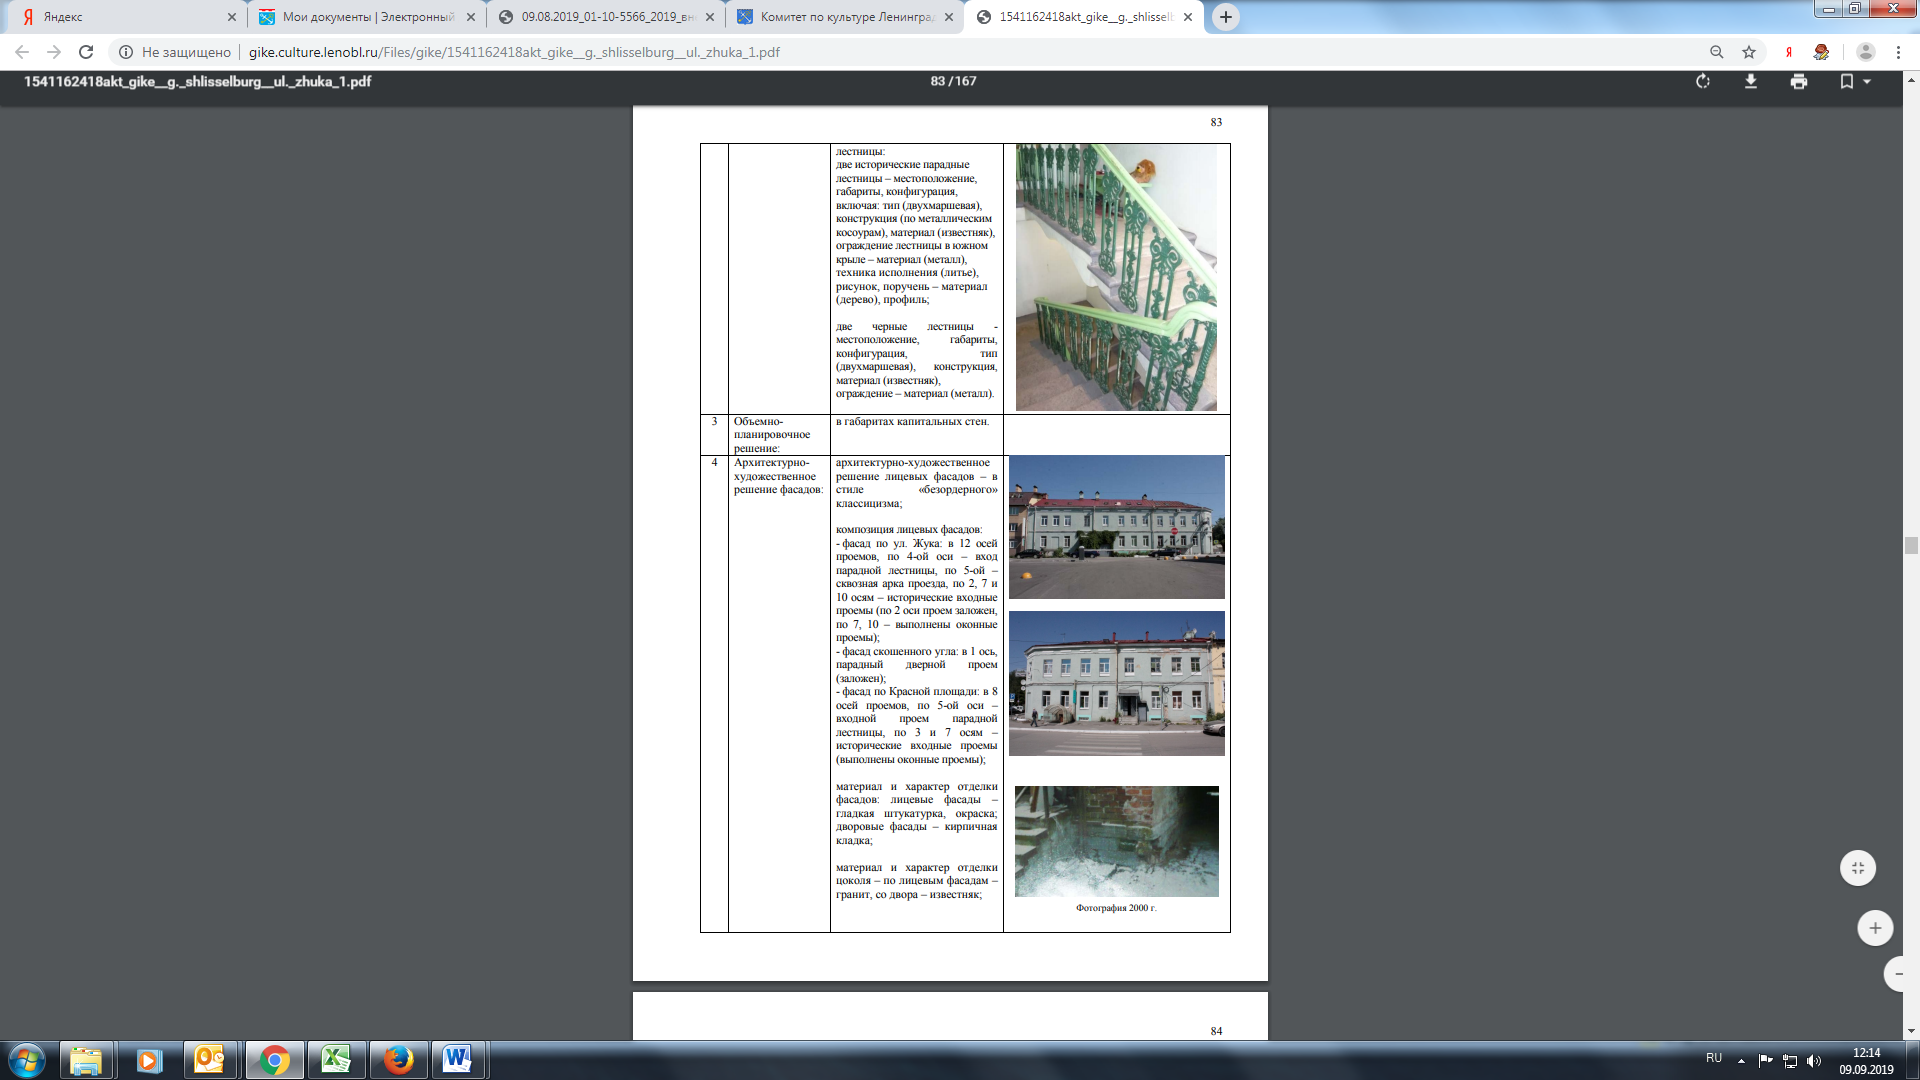 Яндекс
Мои документы | Электронный
09.08.2019_01-10-5566_2019_вн
Комитет по культуре Ленинград
1541162418akt_gike__g._shlisselb
Не защищено
gike.culture.lenobl.ru/Files/gike/1541162418akt_gike__g._shlisselburg__ul._zhuka_1.pdf
1541162418akt_gike__g._shlisselburg__ul._zhuka_1.pdf
83 / 167
83
лестницы:
две исторические парадные
лестницы – местоположение,
габариты, конфигурация,
включая: тип (двухмаршевая),
конструкция (по металлическим
косоурам), материал (известняк),
ограждение лестницы в южном
крыле – материал (металл),
техника исполнения (литье),
рисунок, поручень – материал
(дерево), профиль;
две черные лестницы -
местоположение, габариты,
конфигурация, тип
(двухмаршевая), конструкция,
материал (известняк),
ограждение – материал (металл).
3
Объемно-
планировочное
решение:
в габаритах капитальных стен.
4
Архитектурно-
художественное
решение фасадов:
архитектурно-художественное
решение лицевых фасадов – в
стиле «безордерного»
классицизма;
композиция лицевых фасадов:
- фасад по ул. Жука: в 12 осей
проемов, по 4-ой оси – вход
парадной лестницы, по 5-ой –
сквозная арка проезда, по 2, 7 и
10 осям – исторические входные
проемы (по 2 оси проем заложен,
по 7, 10 – выполнены оконные
проемы);
- фасад скошенного угла: в 1 ось,
парадный дверной проем
(заложен);
- фасад по Красной площади: в 8
осей проемов, по 5-ой оси –
входной проем парадной
лестницы, по 3 и 7 осям –
исторические входные проемы
(выполнены оконные проемы);
материал и характер отделки
фасадов: лицевые фасады –
гладкая штукатурка, окраска;
дворовые фасады – кирпичная
кладка;
материал и характер отделки
цоколя – по лицевым фасадам –
гранит, со двора – известняк;
Фотография 2000 г.
84
RU
12:14
09.09.2019